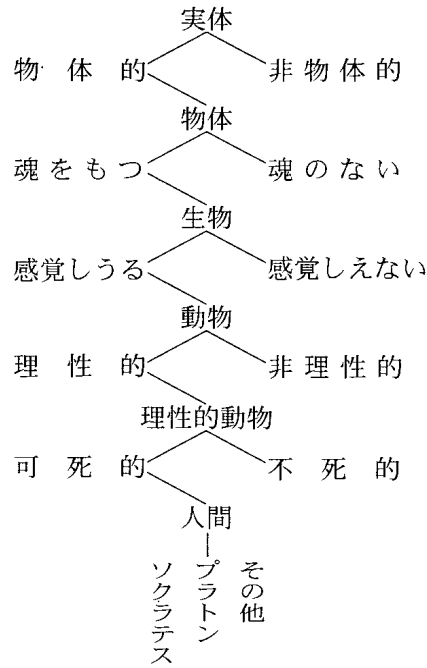 実体
物体的 非物体的
物体
魂をもつ 魂のない
生物
感覚しうる 感覚しえない
動物
理性的 非理性的
理性的動物
可死的 不死的
人間
その他
プラトン
ソクラテス